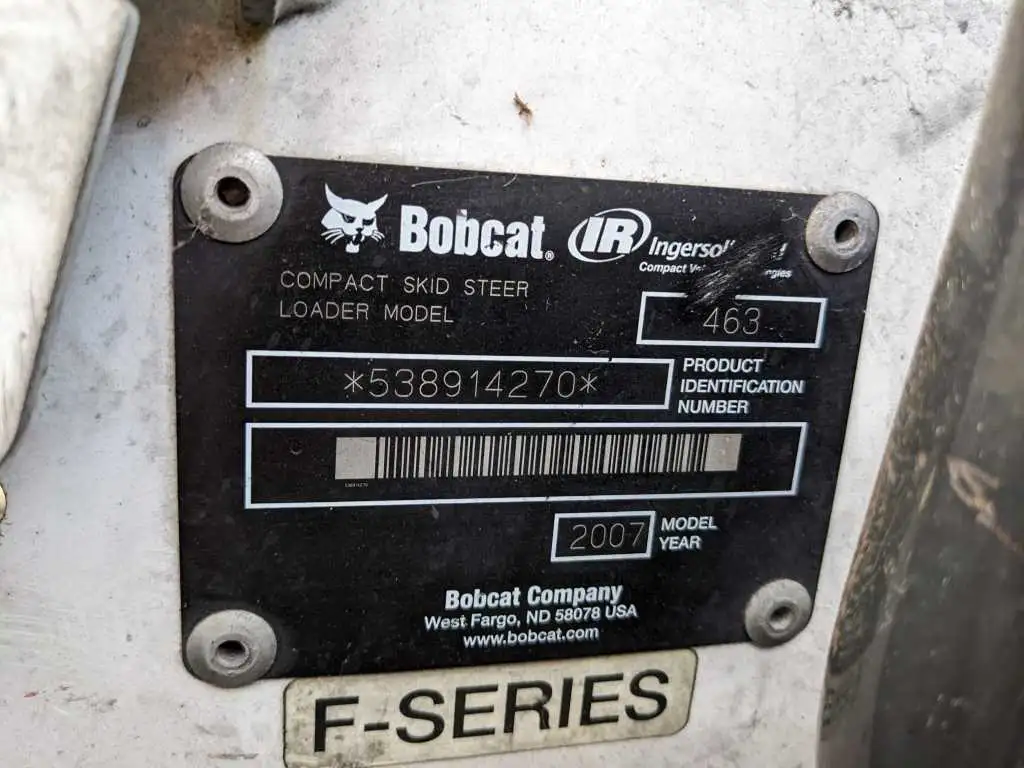 Bobcat®
IR
COMPACT SKID STEER
LOADER MODEL
Compact
463
PRODUCT
IDENTIFICATION
NUMBER
*538914270*
2007
MODEL
YEAR
Bobcat Company
West Fargo, ND 58078 USA
www.bobcat.com
F-SERIES